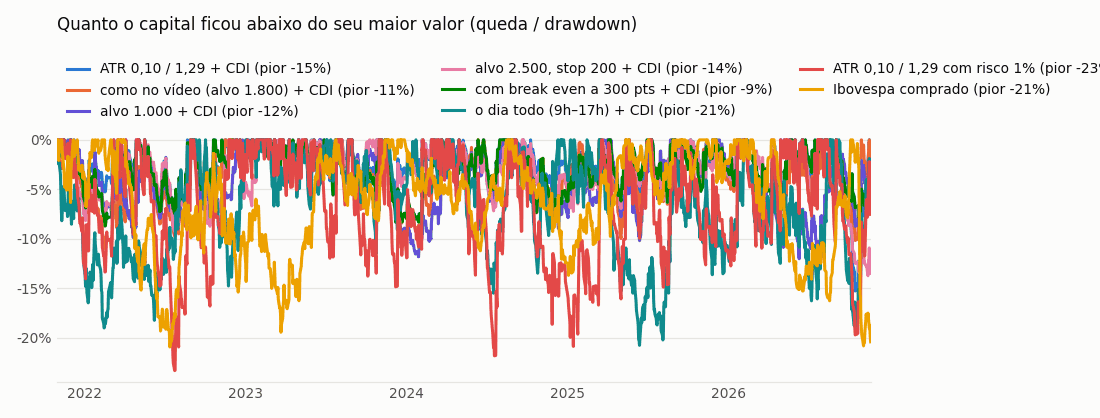 Quanto o capital ficou abaixo do seu maior valor (queda / drawdown)
ATR 0,10 / 1,29 + CDI (pior -15%)
como no vídeo (alvo 1.800) + CDI (pior -11%)
alvo 1.000 + CDI (pior -12%)
alvo 2.500, stop 200 + CDI (pior -14%)
com break even a 300 pts + CDI (pior -9%)
o dia todo (9h–17h) + CDI (pior -21%)
ATR 0,10 / 1,29 com risco 1% (pior -23%
Ibovespa comprado (pior -21%)
0%
-5%
-10%
-15%
-20%
2022 2023 2024 2025 2026